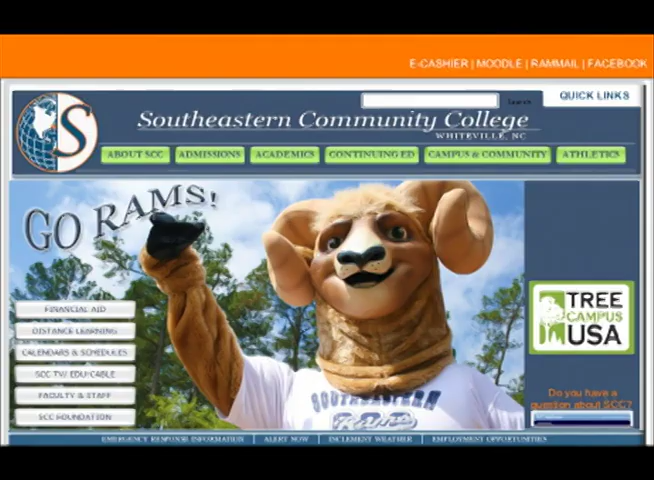 E-CASHIER | MOODLE | RAMMAIL | FACEBOOK
Search
QUICK LINKS
S
Southeastern Community College
WHITEVILLE, NC
ABOUT SCC
ADMISSIONS
ACADEMICS
CONTINUING ED
CAMPUS & COMMUNITY
ATHLETICS
GO RAMS!
FINANCIAL AID
DISTANCE LEARNING
CALENDARS & SCHEDULES
SCC TV/ EDU-CABLE
FACULTY & STAFF
SCC FOUNDATION
SOUTHEASTERN
Rams
TREE
CAMPUS
USA
Do you have a
question about SCC?
EMERGENCY RESPONSE INFORMATION | ALERT NOW | INCLEMENT WEATHER | EMPLOYMENT OPPORTUNITIES